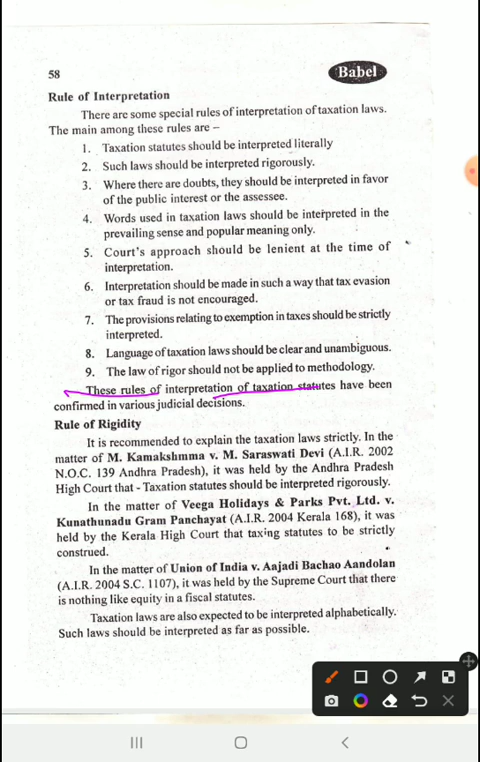 58
Babel
Rule of Interpretation
There are some special rules of interpretation of taxation laws.
The main among these rules are –
1. Taxation statutes should be interpreted literally
2. Such laws should be interpreted rigorously.
3. Where there are doubts, they should be interpreted in favor
of the public interest or the assessee.
4. Words used in taxation laws should be interpreted in the
prevailing sense and popular meaning only.
5. Court's approach should be lenient at the time of
interpretation.
6. Interpretation should be made in such a way that tax evasion
or tax fraud is not encouraged.
7. The provisions relating to exemption in taxes should be strictly
interpreted.
8. Language of taxation laws should be clear and unambiguous.
9. The law of rigor should not be applied to methodology.
These rules of interpretation of taxation statutes have been
confirmed in various judicial decisions.
Rule of Rigidity
It is recommended to explain the taxation laws strictly. In the
matter of M. Kamakshmma v. M. Saraswati Devi (A.I.R. 2002
N.O.C. 139 Andhra Pradesh), it was held by the Andhra Pradesh
High Court that - Taxation statutes should be interpreted rigorously.
In the matter of Veega Holidays & Parks Pvt. Ltd. v.
Kunathunadu Gram Panchayat (A.I.R. 2004 Kerala 168), it was
held by the Kerala High Court that taxing statutes to be strictly
construed.
In the matter of Union of India v. Aajadi Bachao Aandolan
(A.I.R. 2004 S.C. 1107), it was held by the Supreme Court that there
is nothing like equity in a fiscal statutes.
Taxation laws are also expected to be interpreted alphabetically.
Such laws should be interpreted as far as possible.